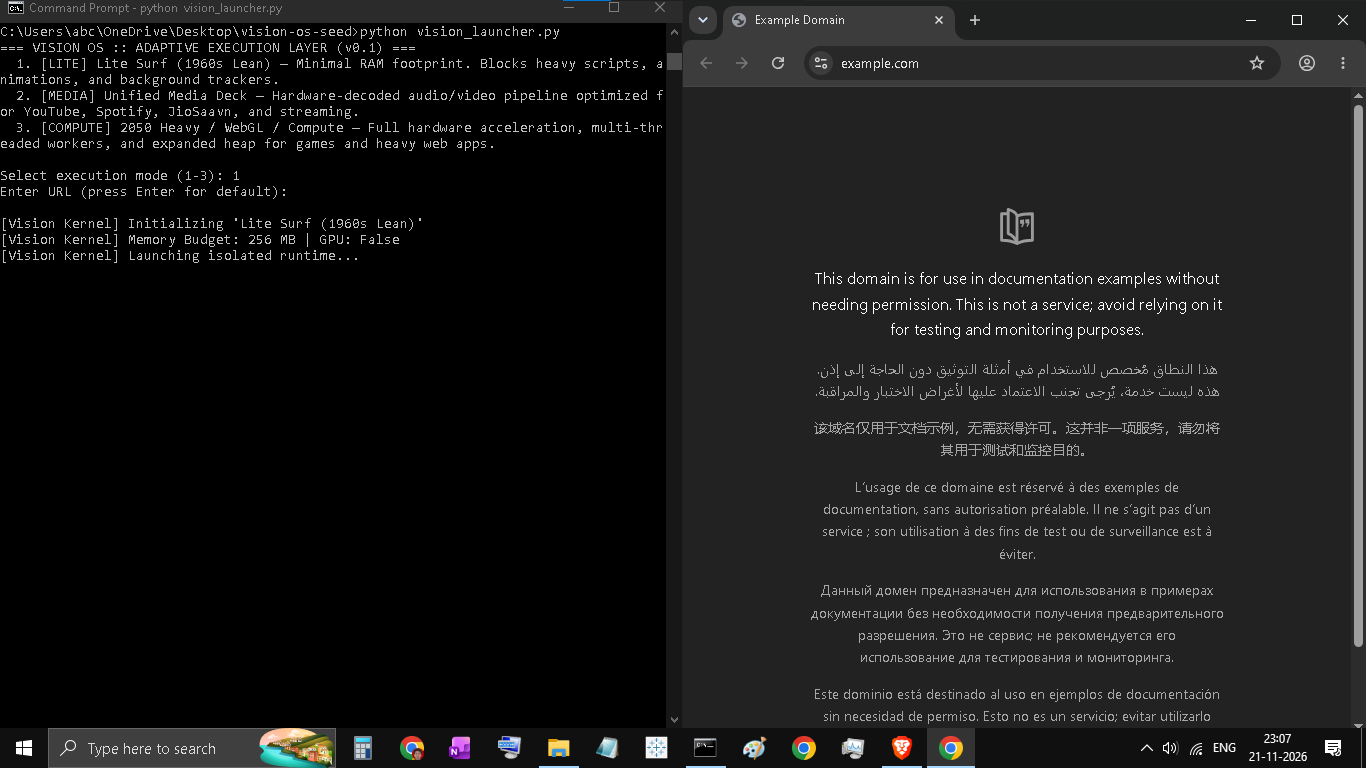 Command Prompt - python  vision_launcher.py
C:\Users\abc\OneDrive\Desktop\vision-os-seed>python vision_launcher.py
=== VISION OS :: ADAPTIVE EXECUTION LAYER (v0.1) ===
  1. [LITE] Lite Surf (1960s Lean) — Minimal RAM footprint. Blocks heavy scripts, a
nimations, and background trackers.
  2. [MEDIA] Unified Media Deck — Hardware-decoded audio/video pipeline optimized f
or YouTube, Spotify, JioSaavn, and streaming.
  3. [COMPUTE] 2050 Heavy / WebGL / Compute — Full hardware acceleration, multi-thr
eaded workers, and expanded heap for games and heavy web apps.
Select execution mode (1-3): 1
Enter URL (press Enter for default):
[Vision Kernel] Initializing 'Lite Surf (1960s Lean)'
[Vision Kernel] Memory Budget: 256 MB | GPU: False
[Vision Kernel] Launching isolated runtime...
Example Domain
example.com
This domain is for use in documentation examples without
needing permission. This is not a service; avoid relying on it
for testing and monitoring purposes.
هذا النطاق مُخصص للاستخدام في أمثلة التوثيق دون الحاجة إلى إذن.
هذه ليست خدمة، يُرجى تجنب الاعتماد عليها لأغراض الاختبار والمراقبة.
该域名仅用于文档示例，无需获得许可。这并非一项服务，请勿将
其用于测试和监控目的。
L’usage de ce domaine est réservé à des exemples de
documentation, sans autorisation préalable. Il ne s’agit pas d’un
service ; son utilisation à des fins de test ou de surveillance est à
éviter.
Данный домен предназначен для использования в примерах
документации без необходимости получения предварительного
разрешения. Это не сервис; не рекомендуется его
использование для тестирования и мониторинга.
Este dominio está destinado al uso en ejemplos de documentación
sin necesidad de permiso. Esto no es un servicio; evitar utilizarlo
Type here to search
ENG
23:07
21-11-2026